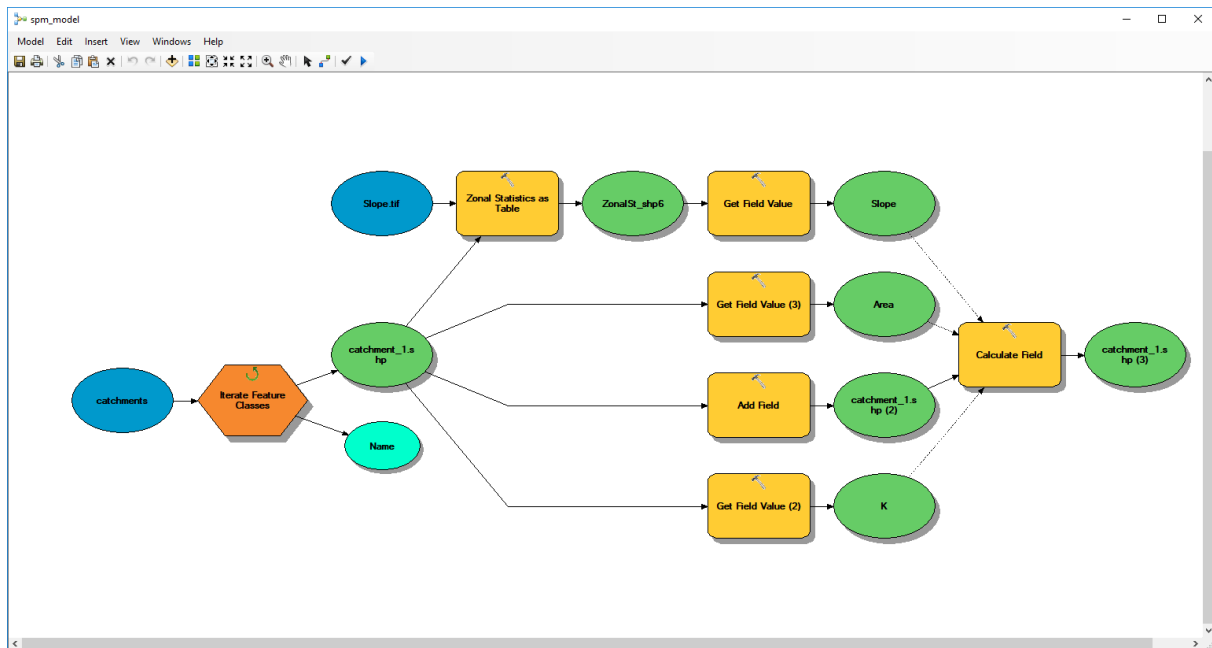 spm_model
Model Edit Insert View Windows Help
Slope.tif
Zonal Statistics as
Table
ZonalSt_shp6
Get Field Value
Slope
Get Field Value (3)
Area
catchment_1.s
hp
Calculate Field
catchment_1.s
hp (3)
catchments
Iterate Feature
Classes
Add Field
catchment_1.s
hp (2)
Name
Get Field Value (2)
K